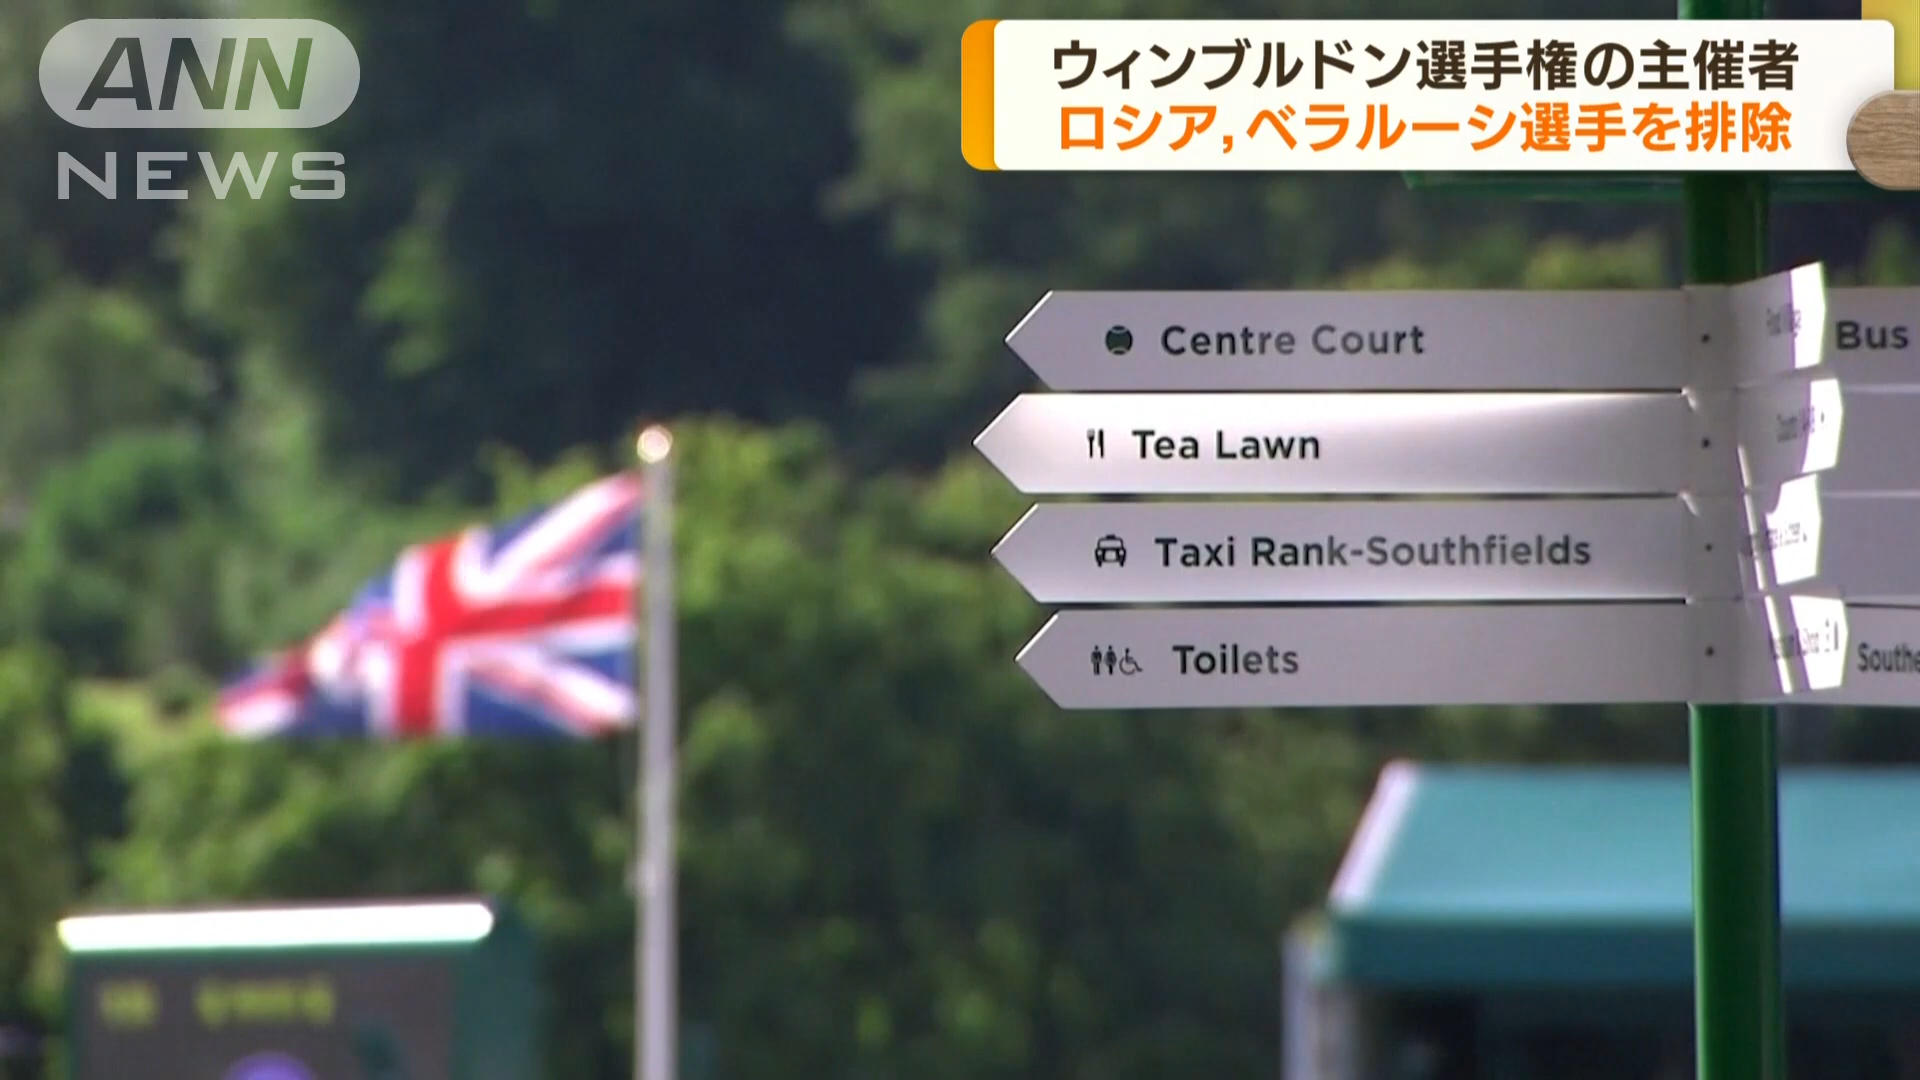 ANN
NEWS
ウィンブルドン選手権の主催者
ロシア,ベラルーシ選手を排除
Centre Court
Bus
Tea Lawn
Taxi Rank-Southfields
Toilets